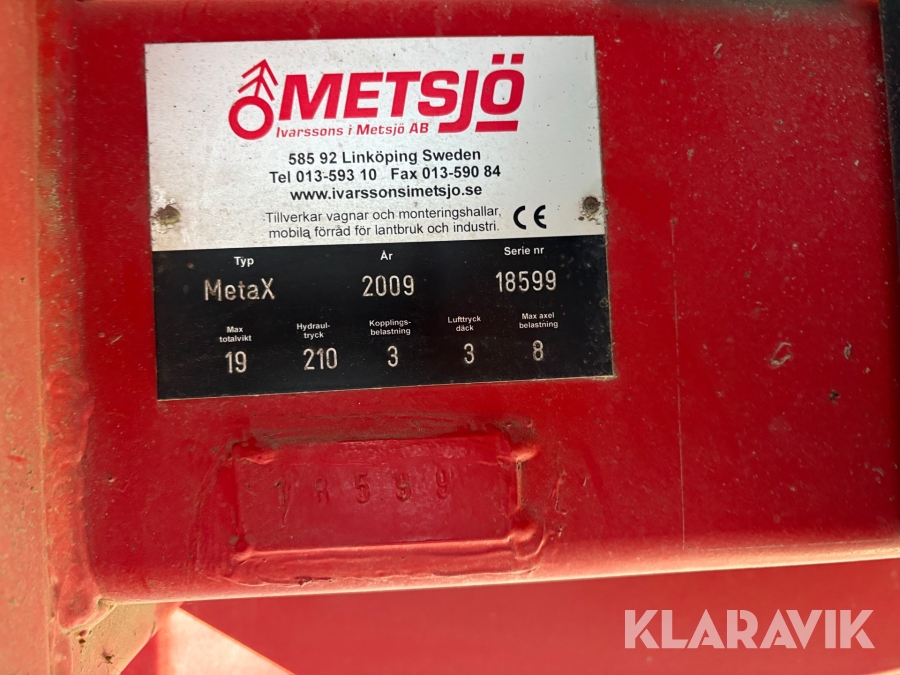 METSJÖ
Ivarssons i Metsjö AB
585 92 Linköping Sweden
Tel 013-593 10 Fax 013-590 84
www.ivarssonsimetsjo.se
Tillverkar vagnar och monteringshallar,
mobila förråd för lantbruk och industri.
CE
Typ År Serie nr
MetaX 2009 18599
Max totalvikt Hydraul-tryck Kopplings-belastning Lufttryck däck Max axel belastning
19 210 3 3 8
18599
KLARAVIK